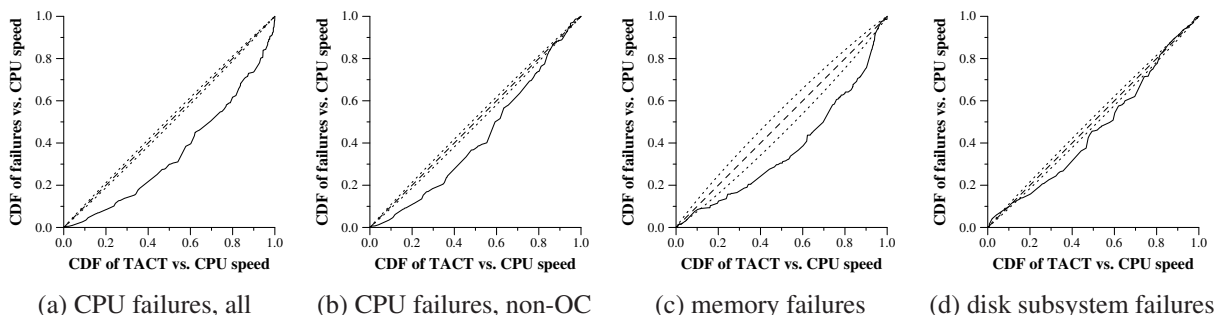 CDF of failures vs. CPU speed
1.0
0.8
0.6
0.4
0.2
0.0
0.0 0.2 0.4 0.6 0.8 1.0
CDF of TACT vs. CPU speed
(a) CPU failures, all
CDF of failures vs. CPU speed
1.0
0.8
0.6
0.4
0.2
0.0
0.0 0.2 0.4 0.6 0.8 1.0
CDF of TACT vs. CPU speed
(b) CPU failures, non-OC
CDF of failures vs. CPU speed
1.0
0.8
0.6
0.4
0.2
0.0
0.0 0.2 0.4 0.6 0.8 1.0
CDF of TACT vs. CPU speed
(c) memory failures
CDF of failures vs. CPU speed
1.0
0.8
0.6
0.4
0.2
0.0
0.0 0.2 0.4 0.6 0.8 1.0
CDF of TACT vs. CPU speed
(d) disk subsystem failures